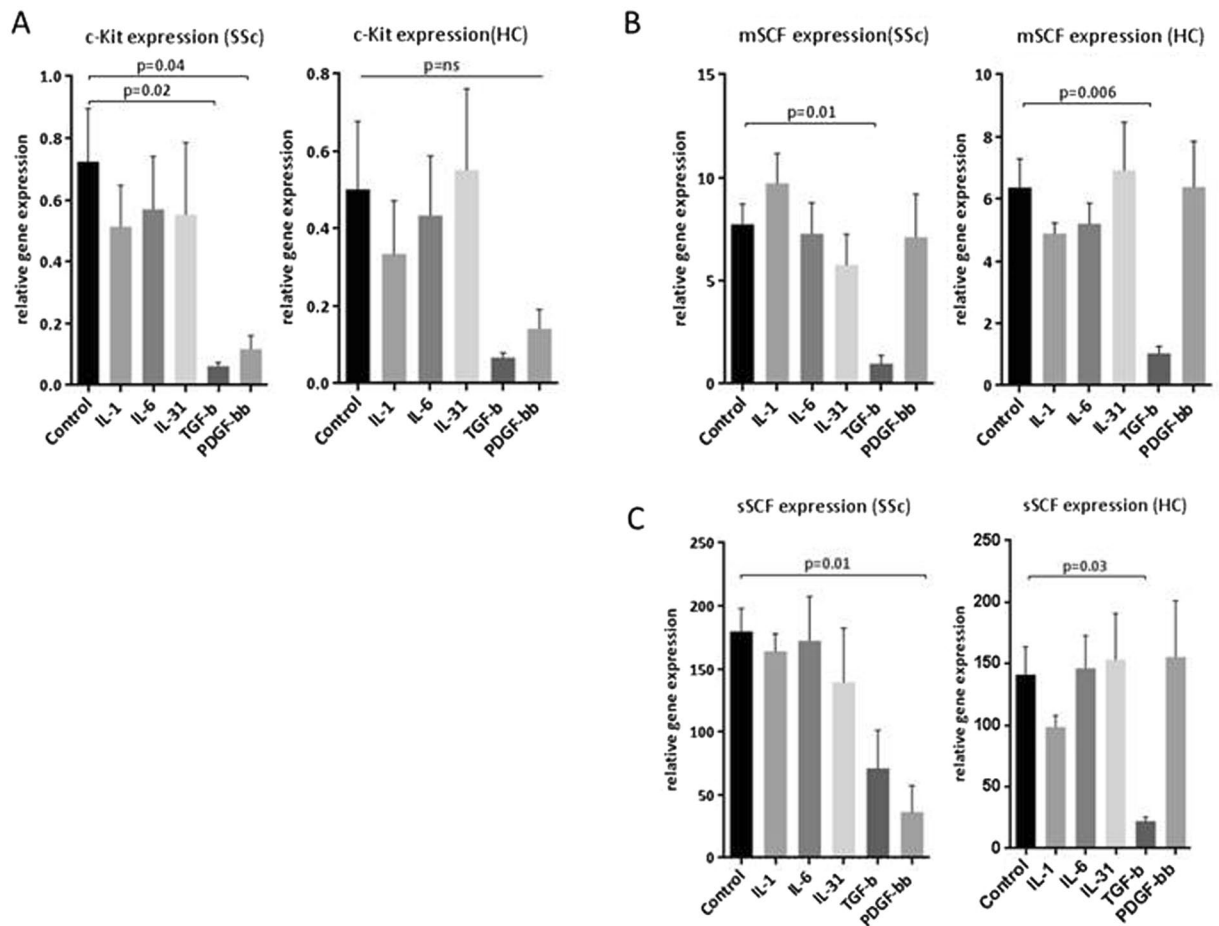 A
c-Kit expression (SSc)
relative gene expression
1.0
0.8
0.6
0.4
0.2
0.0
p=0.04
p=0.02
Control
IL-1
IL-6
IL-31
TGF-b
PDGF-bb
c-Kit expression(HC)
relative gene expression
0.8
0.6
0.4
0.2
0.0
p=ns
Control
IL-1
IL-6
IL-31
TGF-b
PDGF-bb
B
mSCF expression(SSc)
relative gene expression
15
10
5
0
p=0.01
Control
IL-1
IL-6
IL-31
TGF-b
PDGF-bb
mSCF expression (HC)
relative gene expression
10
8
6
4
2
0
p=0.006
Control
IL-1
IL-6
IL-31
TGF-b
PDGF-bb
C
sSCF expression (SSc)
relative gene expression
250
200
150
100
50
0
p=0.01
Control
IL-1
IL-6
IL-31
TGF-b
PDGF-bb
sSCF expression (HC)
relative gene expression
250
200
150
100
50
0
p=0.03
Control
IL-1
IL-6
IL-31
TGF-b
PDGF-bb